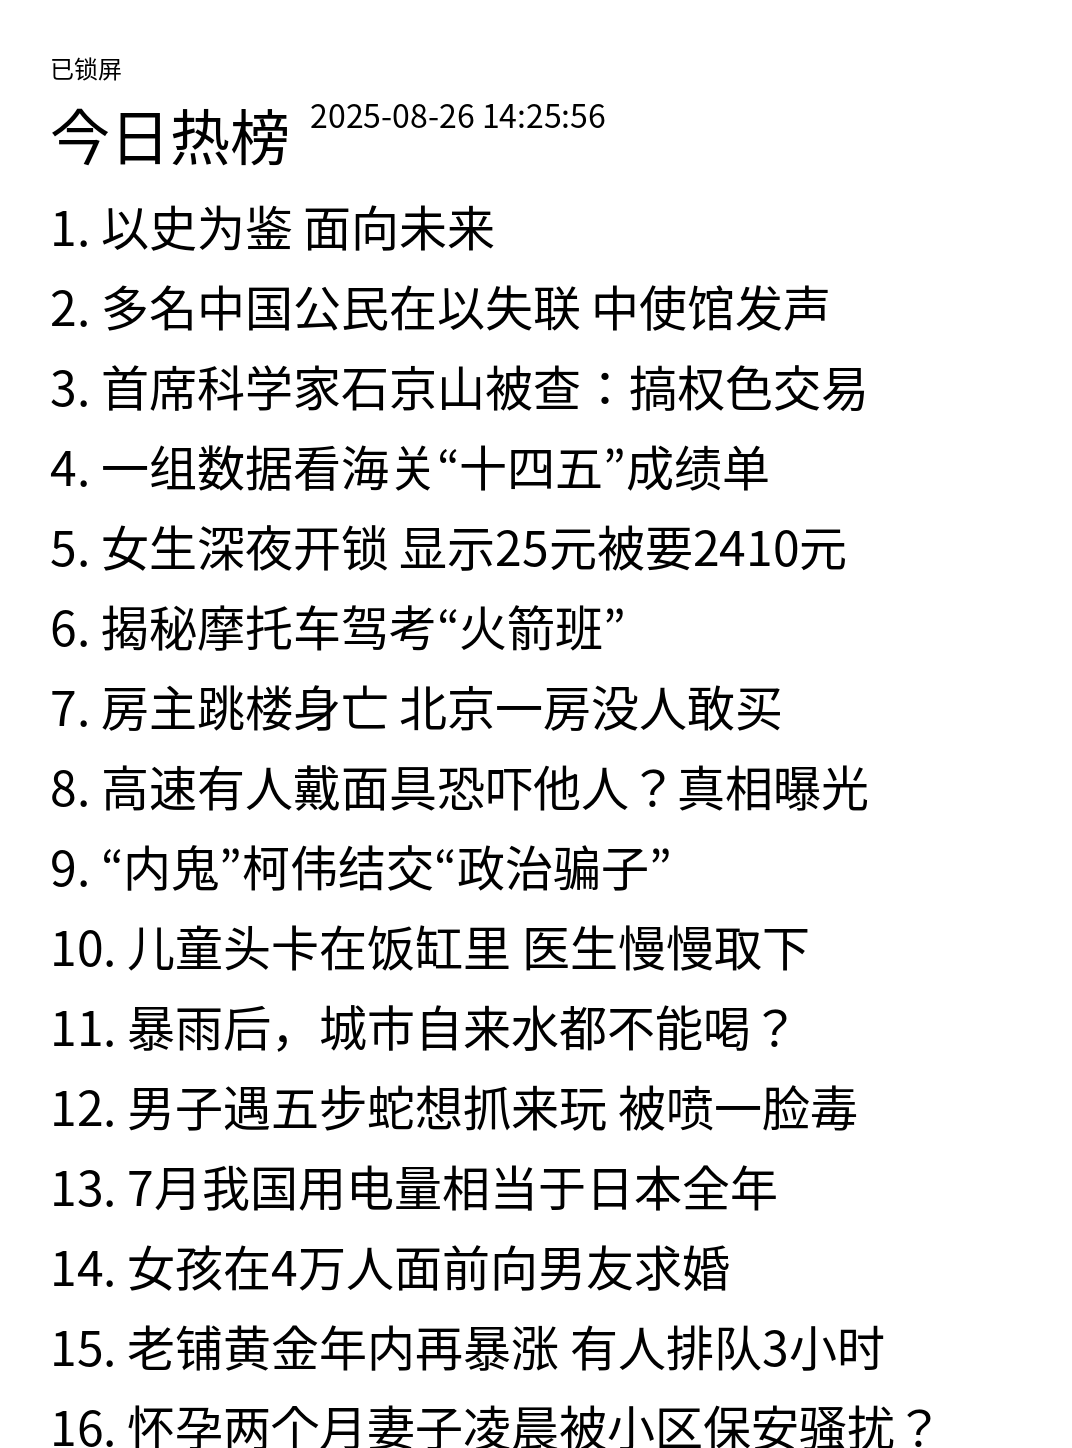 已锁屏
今日热榜 2025-08-26 14:25:56
1. 以史为鉴 面向未来
2. 多名中国公民在以失联 中使馆发声
3. 首席科学家石京山被查：搞权色交易
4. 一组数据看海关“十四五”成绩单
5. 女生深夜开锁 显示25元被要2410元
6. 揭秘摩托车驾考“火箭班”
7. 房主跳楼身亡 北京一房没人敢买
8. 高速有人戴面具恐吓他人？真相曝光
9. “内鬼”柯伟结交“政治骗子”
10. 儿童头卡在饭缸里 医生慢慢取下
11. 暴雨后，城市自来水都不能喝？
12. 男子遇五步蛇想抓来玩 被喷一脸毒
13. 7月我国用电量相当于日本全年
14. 女孩在4万人面前向男友求婚
15. 老铺黄金年内再暴涨 有人排队3小时
16. 怀孕两个月妻子凌晨被小区保安骚扰？